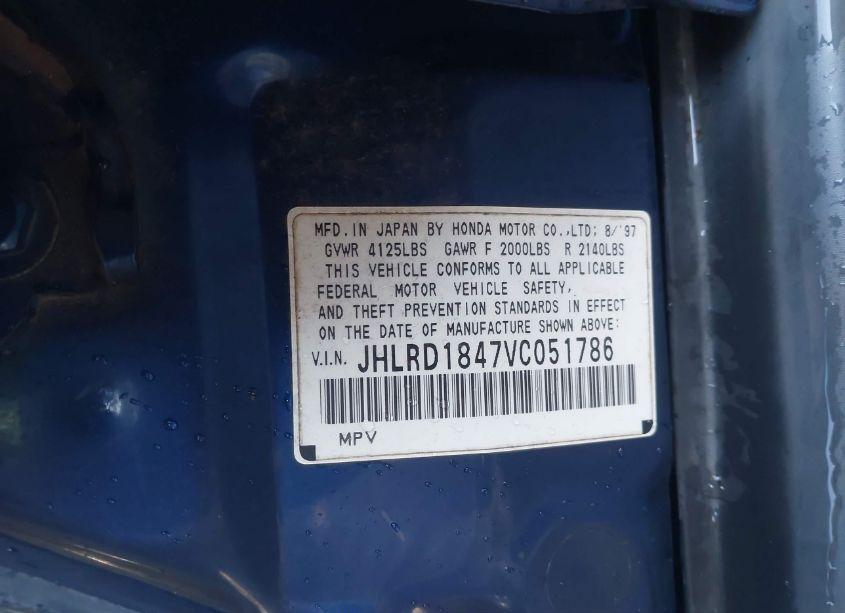 MFD. IN JAPAN BY HONDA MOTOR CO.,LTD; 8/'97
GVWR 4125LBS GAWR F 2000LBS R 2140LBS
THIS VEHICLE CONFORMS TO ALL APPLICABLE
FEDERAL MOTOR VEHICLE SAFETY,
AND THEFT PREVENTION STANDARDS IN EFFECT
ON THE DATE OF MANUFACTURE SHOWN ABOVE:
V.I.N. JHLRD1847VC051786
MPV